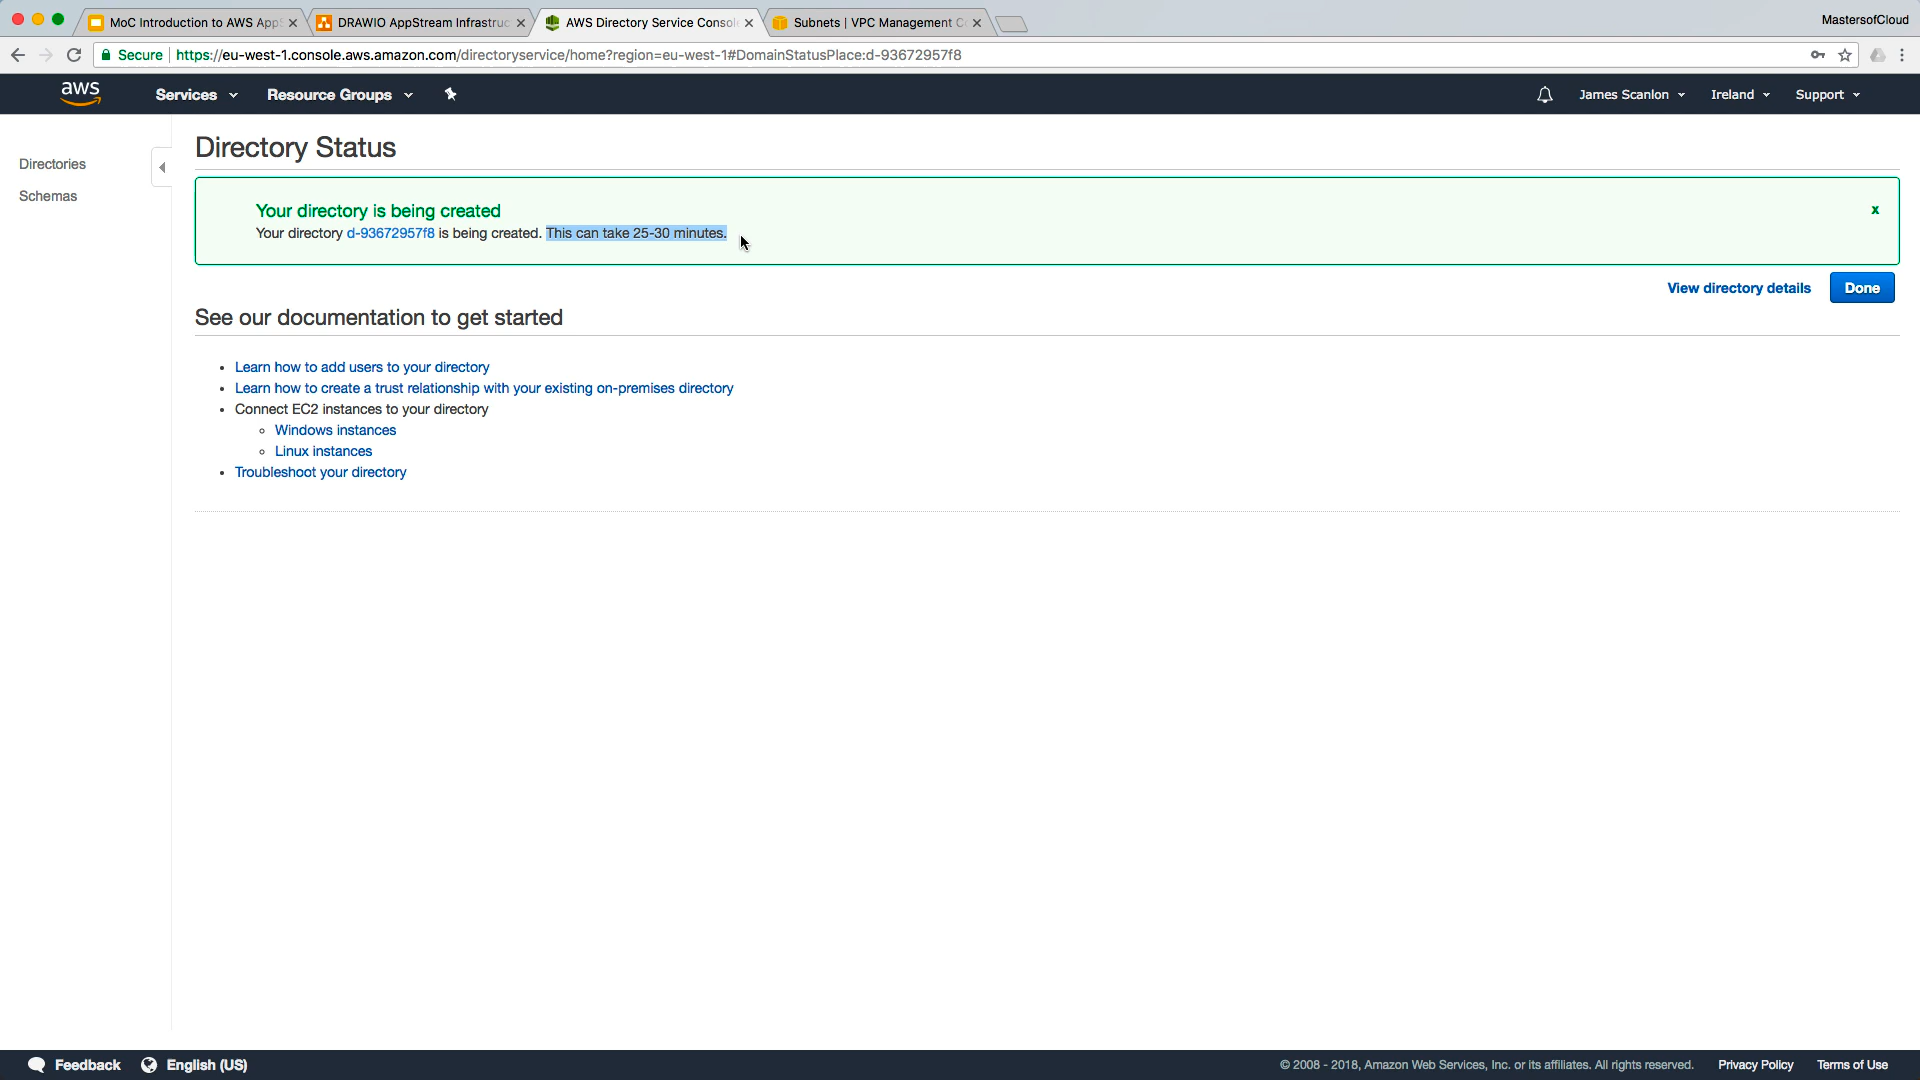 MoC Introduction to AWS App
DRAWIO AppStream Infrastruc
AWS Directory Service Console
Subnets | VPC Management C
MastersofCloud
Secure
https://eu-west-1.console.aws.amazon.com/directoryservice/home?region=eu-west-1#DomainStatusPlace:d-93672957f8
aws
Services
Resource Groups
James Scanlon
Ireland
Support
Directories
Schemas
Directory Status
Your directory is being created
x
Your directory d-93672957f8 is being created. This can take 25-30 minutes.
View directory details
Done
See our documentation to get started
• Learn how to add users to your directory
• Learn how to create a trust relationship with your existing on-premises directory
• Connect EC2 instances to your directory
◦ Windows instances
◦ Linux instances
• Troubleshoot your directory
Feedback
English (US)
© 2008 - 2018, Amazon Web Services, Inc. or its affiliates. All rights reserved.
Privacy Policy
Terms of Use